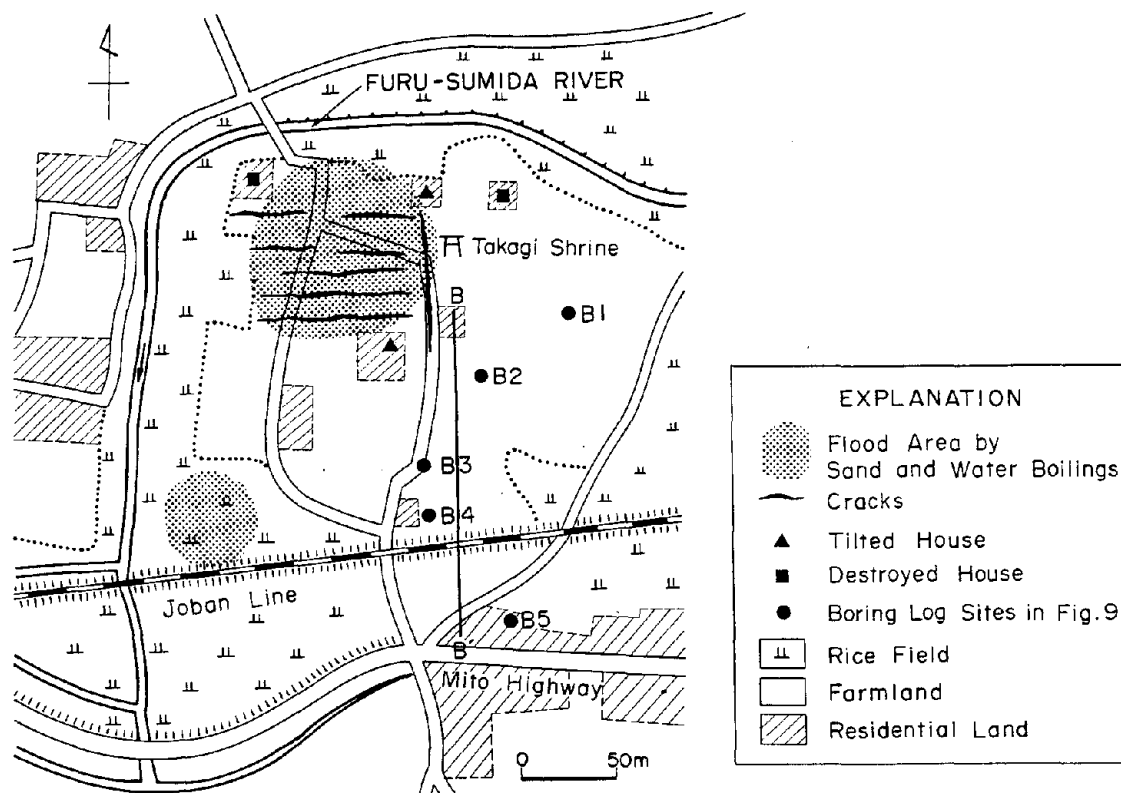 FURU-SUMIDA RIVER
Takagi Shrine
B
B1
B2
B3
B4
Joban Line
B5
B'
Mito Highway
0 50m
EXPLANATION
Flood Area by
Sand and Water Boilings
Cracks
Tilted House
Destroyed House
Boring Log Sites in Fig. 9
Rice Field
Farmland
Residential Land